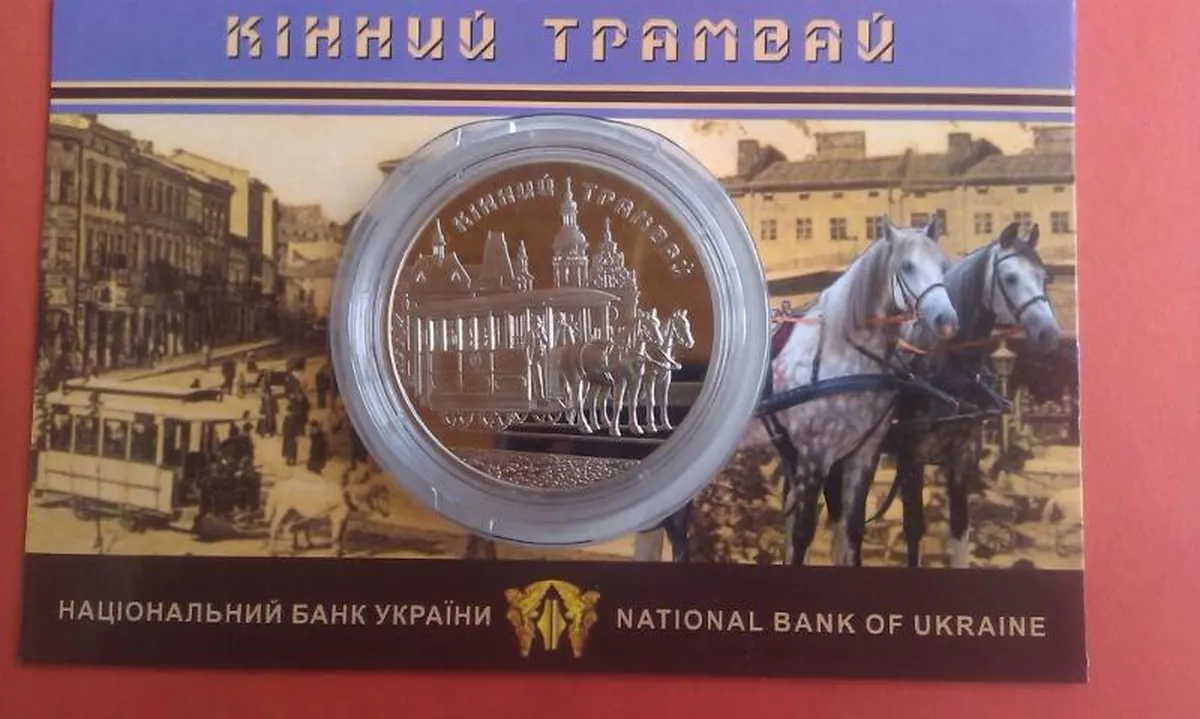 КІННИЙ ТРАМВАЙ
КІННИЙ ТРАМВАЙ
НАЦІОНАЛЬНИЙ БАНК УКРАЇНИ
NATIONAL BANK OF UKRAINE